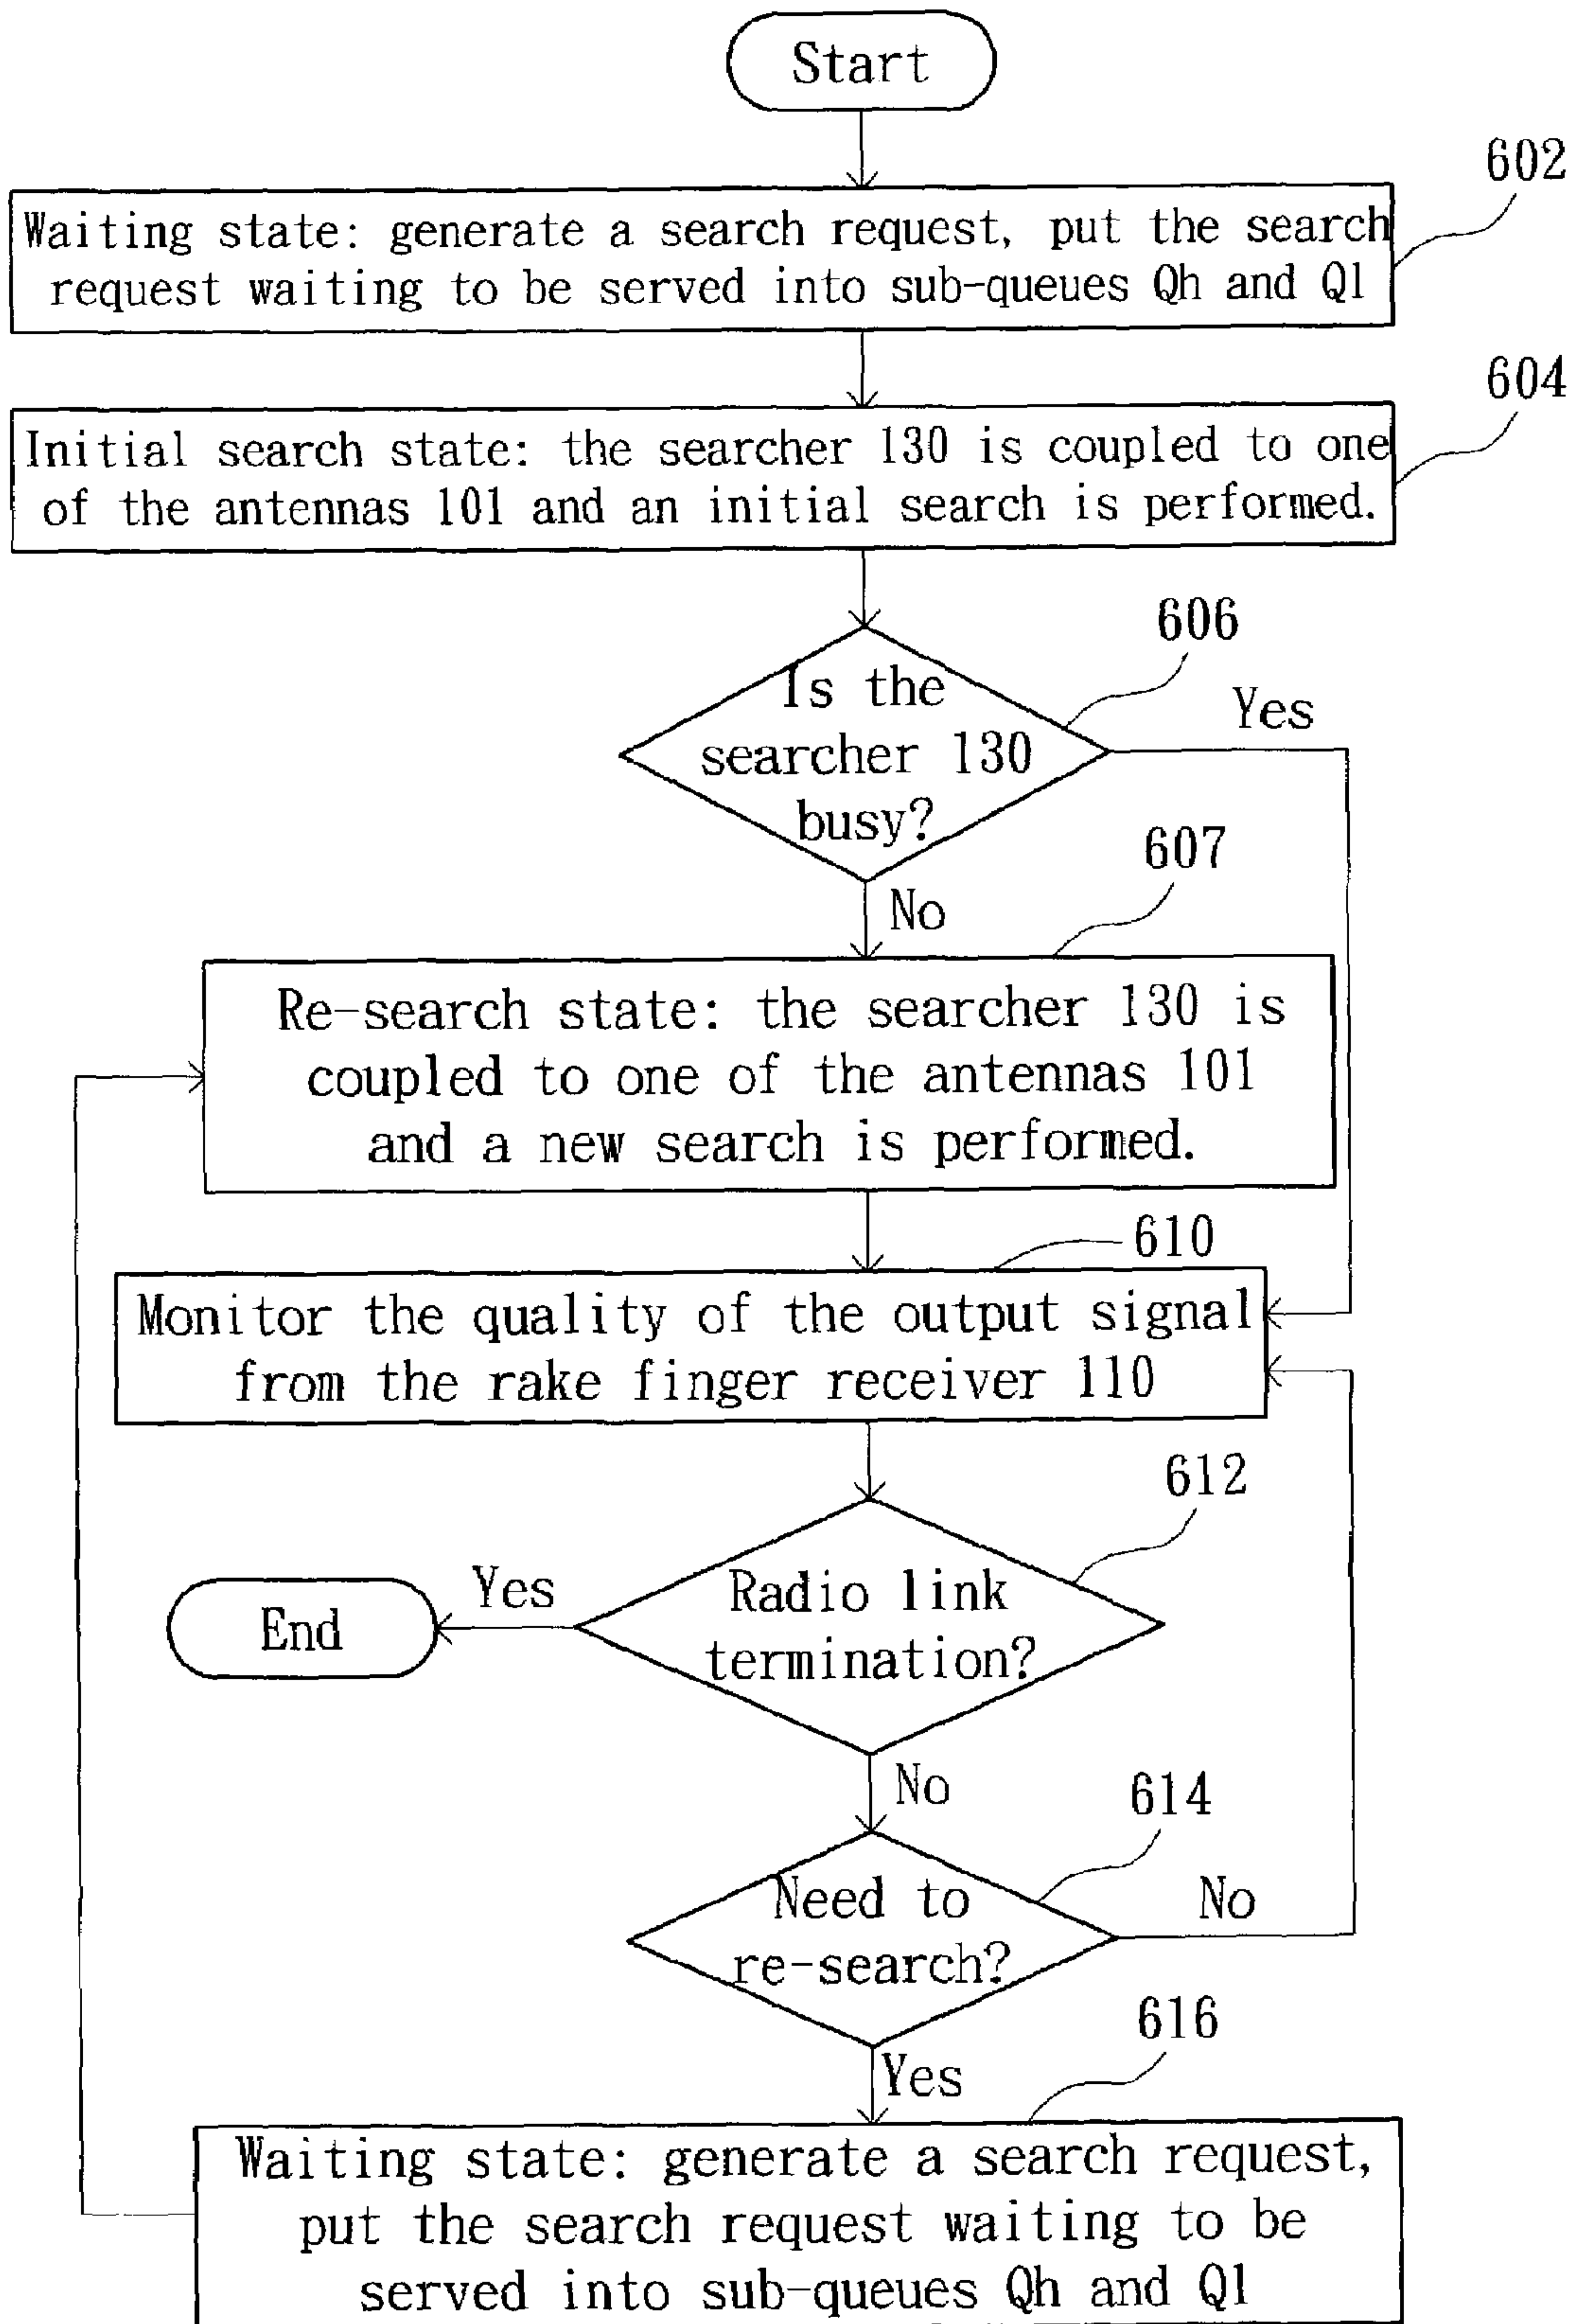 Start
602
Waiting state: generate a search request, put the search
request waiting to be served into sub-queues Qh and Ql
604
Initial search state: the searcher 130 is coupled to one
of the antennas 101 and an initial search is performed.
606
Is the
searcher 130
busy?
Yes
607
No
Re-search state: the searcher 130 is
coupled to one of the antennas 101
and a new search is performed.
610
Monitor the quality of the output signal
from the rake finger receiver 110
612
Radio link
termination?
Yes
End
No
614
Need to
re-search?
No
616
Yes
Waiting state: generate a search request,
put the search request waiting to be
served into sub-queues Qh and Ql